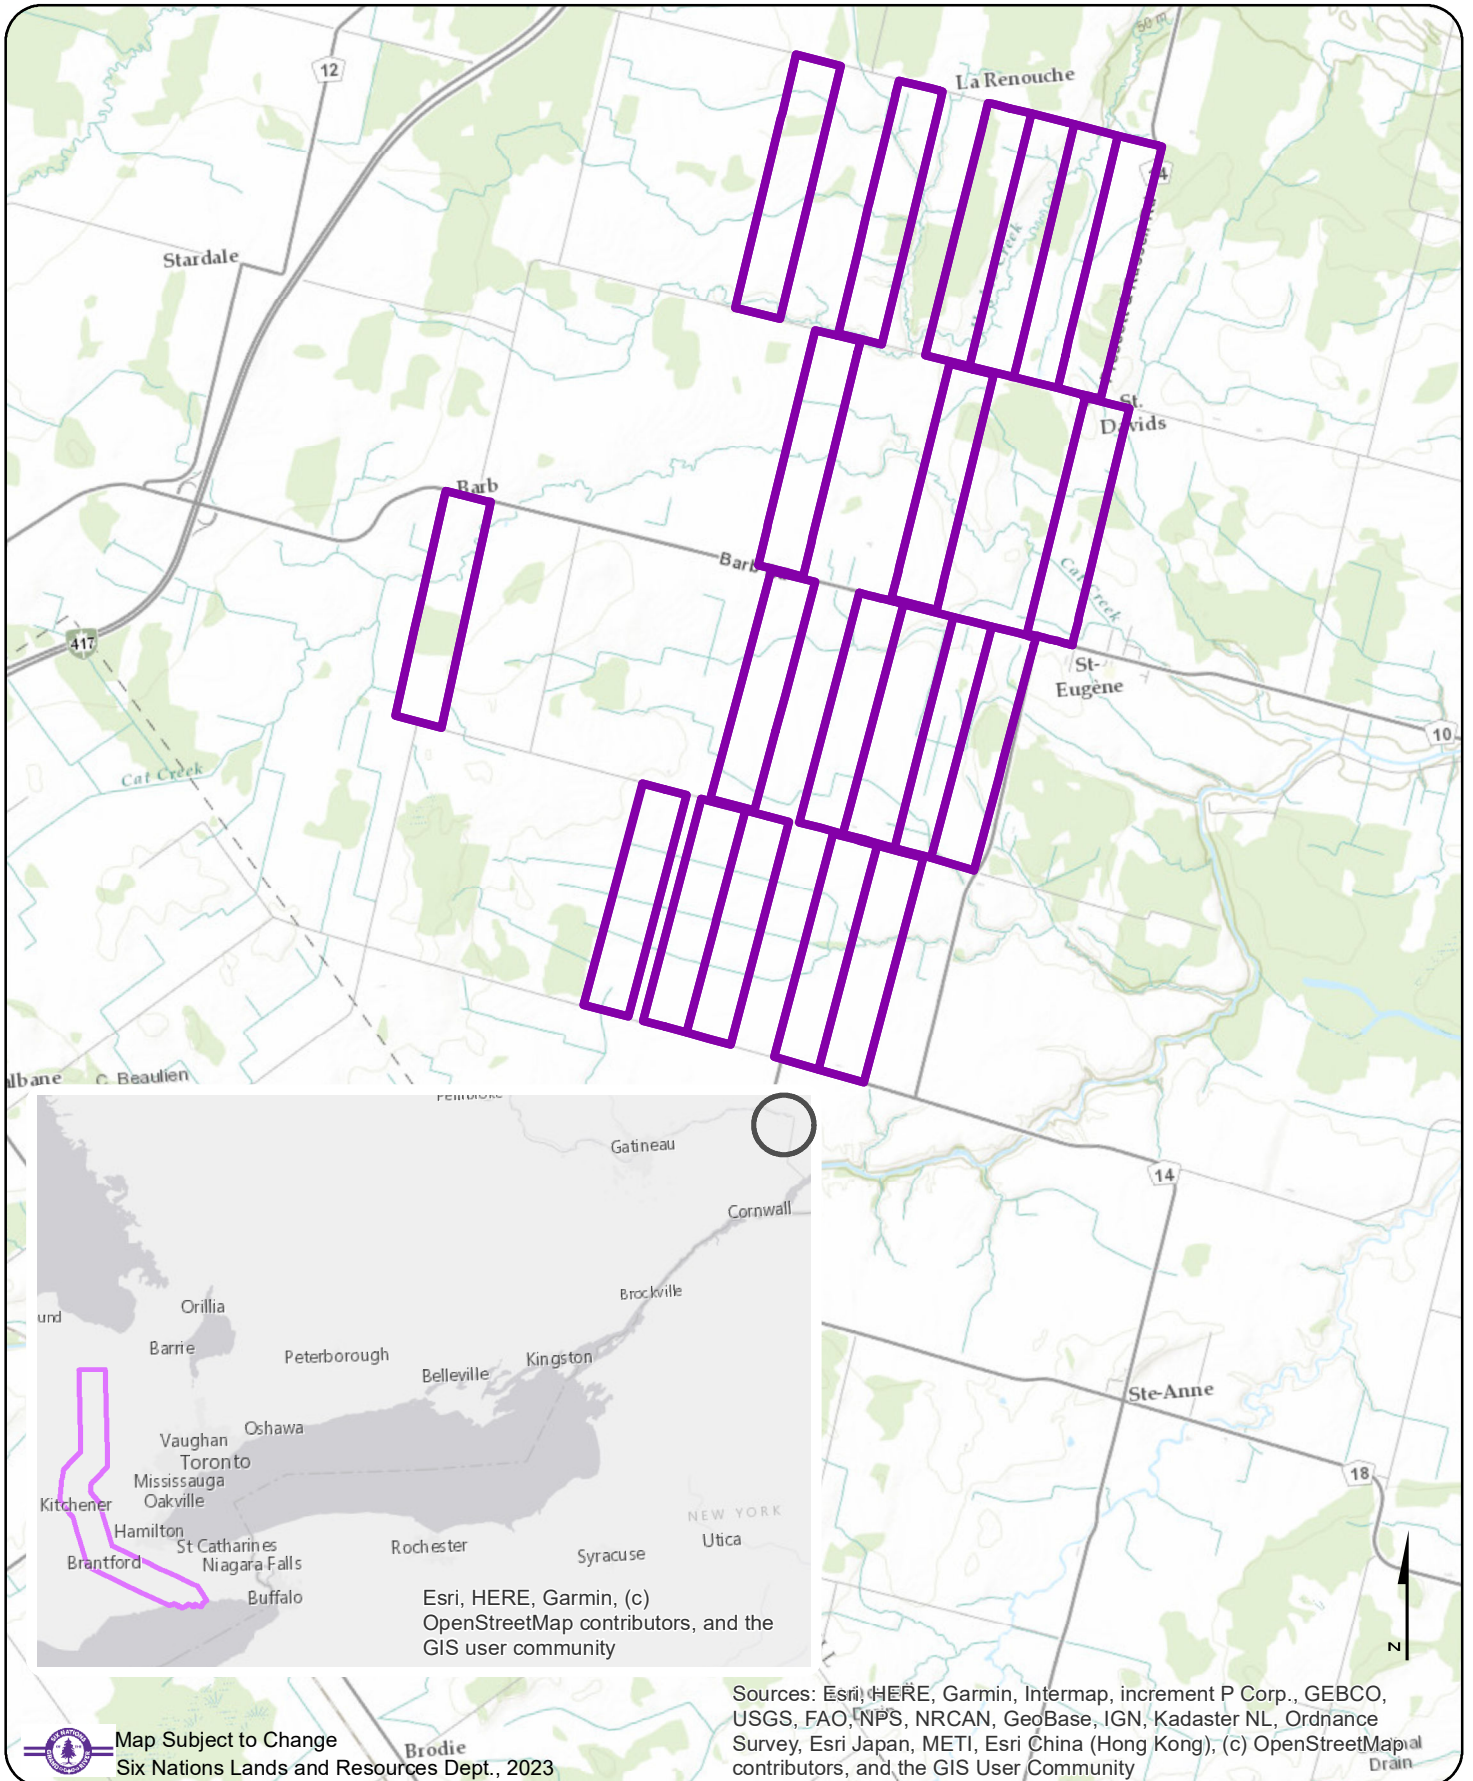 50 m
12
La Renouche
Creek
Stardale
St.
Davids
Barb
Barb
Cat Creek
417
St-
Eugène
10
Cat Creek
C. Beaulien
Gatineau
Cornwall
14
Brockville
Orillia
Barrie
Peterborough
Belleville
Kingston
Ste-Anne
Oshawa
Vaughan
Toronto
Mississauga
Oakville
18
Kitchener
Hamilton
St Catharines
Niagara Falls
Brantford
Rochester
Syracuse
NEW YORK
Utica
Buffalo
Esri, HERE, Garmin, (c)
OpenStreetMap contributors, and the
GIS user community
N
Sources: Esri, HERE, Garmin, Intermap, increment P Corp., GEBCO,
USGS, FAO, NPS, NRCAN, GeoBase, IGN, Kadaster NL, Ordnance
Survey, Esri Japan, METI, Esri China (Hong Kong), (c) OpenStreetMap
contributors, and the GIS User Community
Drain
Brodie
SIX NATIONS
Map Subject to Change
Six Nations Lands and Resources Dept., 2023